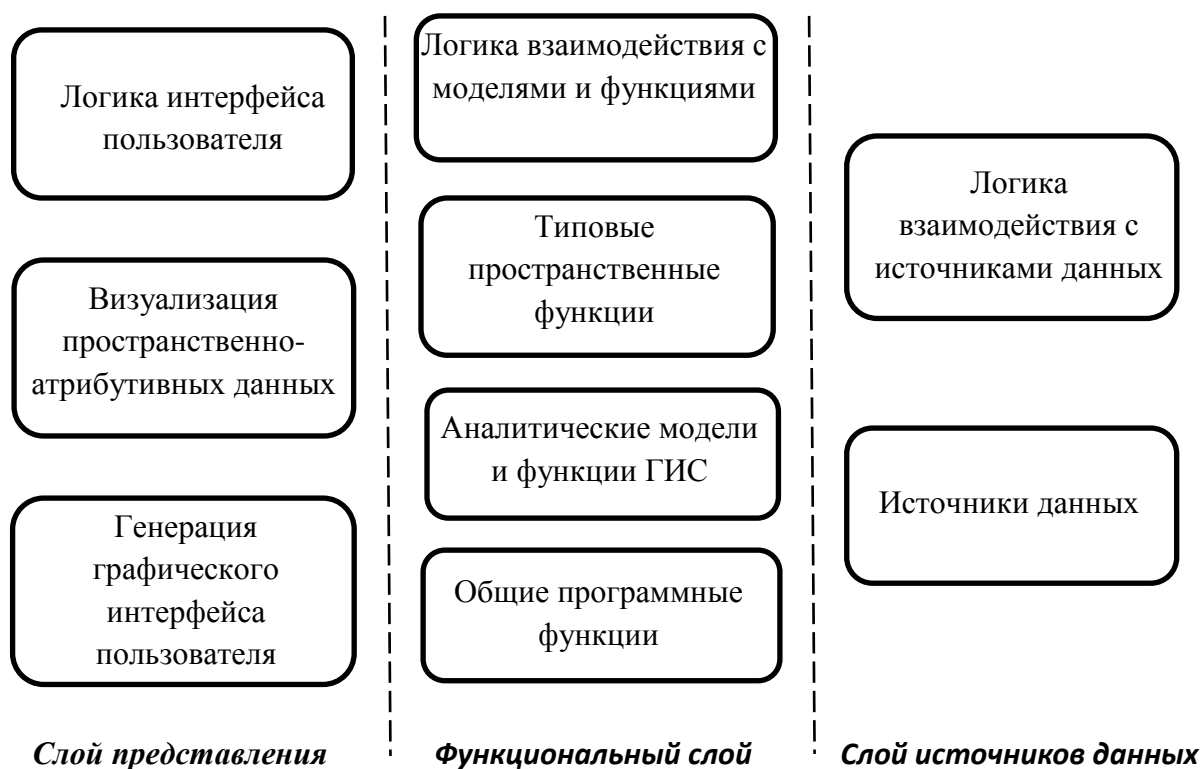 Логика интерфейса
пользователя
Визуализация
пространственно-
атрибутивных данных
Генерация
графического
интерфейса
пользователя
Слой представления
Логика взаимодействия с
моделями и функциями
Типовые
пространственные
функции
Аналитические модели
и функции ГИС
Общие программные
функции
Функциональный слой
Логика
взаимодействия с
источниками данных
Источники данных
Слой источников данных